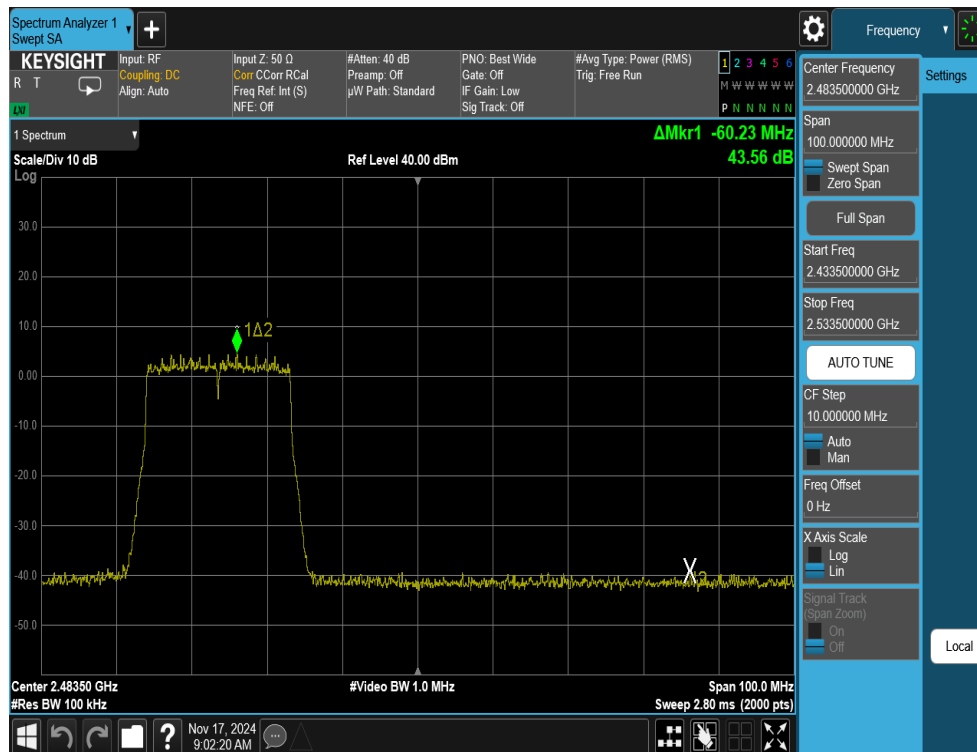 Spectrum Analyzer 1
Swept SA
+
Frequency
KEYSIGHT
R T
LXI
Input: RF
Coupling: DC
Align: Auto
Input Z: 50 Ω
Corr CCorr RCal
Freq Ref: Int (S)
NFE: Off
#Atten: 40 dB
Preamp: Off
µW Path: Standard
PNO: Best Wide
Gate: Off
IF Gain: Low
Sig Track: Off
#Avg Type: Power (RMS)
Trig: Free Run
1 2 3 4 5 6
M W W W W W
P N N N N N
1 Spectrum
Scale/Div 10 dB
Log
Ref Level 40.00 dBm
ΔMkr1 -60.23 MHz
43.56 dB
30.0
20.0
10.0
0.00
-10.0
-20.0
-30.0
-40.0
-50.0
1Δ2
X2
Center 2.48350 GHz
#Res BW 100 kHz
#Video BW 1.0 MHz
Span 100.0 MHz
Sweep 2.80 ms (2000 pts)
Nov 17, 2024
9:02:20 AM
?
Center Frequency
2.483500000 GHz
Settings
Span
100.000000 MHz
Swept Span
Zero Span
Full Span
Start Freq
2.433500000 GHz
Stop Freq
2.533500000 GHz
AUTO TUNE
CF Step
10.000000 MHz
Auto
Man
Freq Offset
0 Hz
X Axis Scale
Log
Lin
Signal Track
(Span Zoom)
On
Off
Local